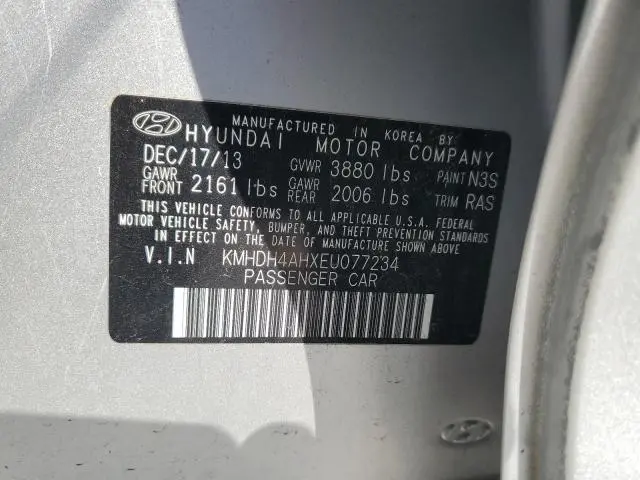 MANUFACTURED IN KOREA BY
HYUNDAI MOTOR COMPANY
DEC/17/13 GVWR 3880 lbs PAINT N3S
GAWR FRONT 2161 lbs GAWR REAR 2006 lbs TRIM RAS
THIS VEHICLE CONFORMS TO ALL APPLICABLE U.S.A. FEDERAL
MOTOR VEHICLE SAFETY, BUMPER, AND THEFT PREVENTION STANDARDS
IN EFFECT ON THE DATE OF MANUFACTURE SHOWN ABOVE.
V.I.N KMHDH4AHXEU077234
PASSENGER CAR